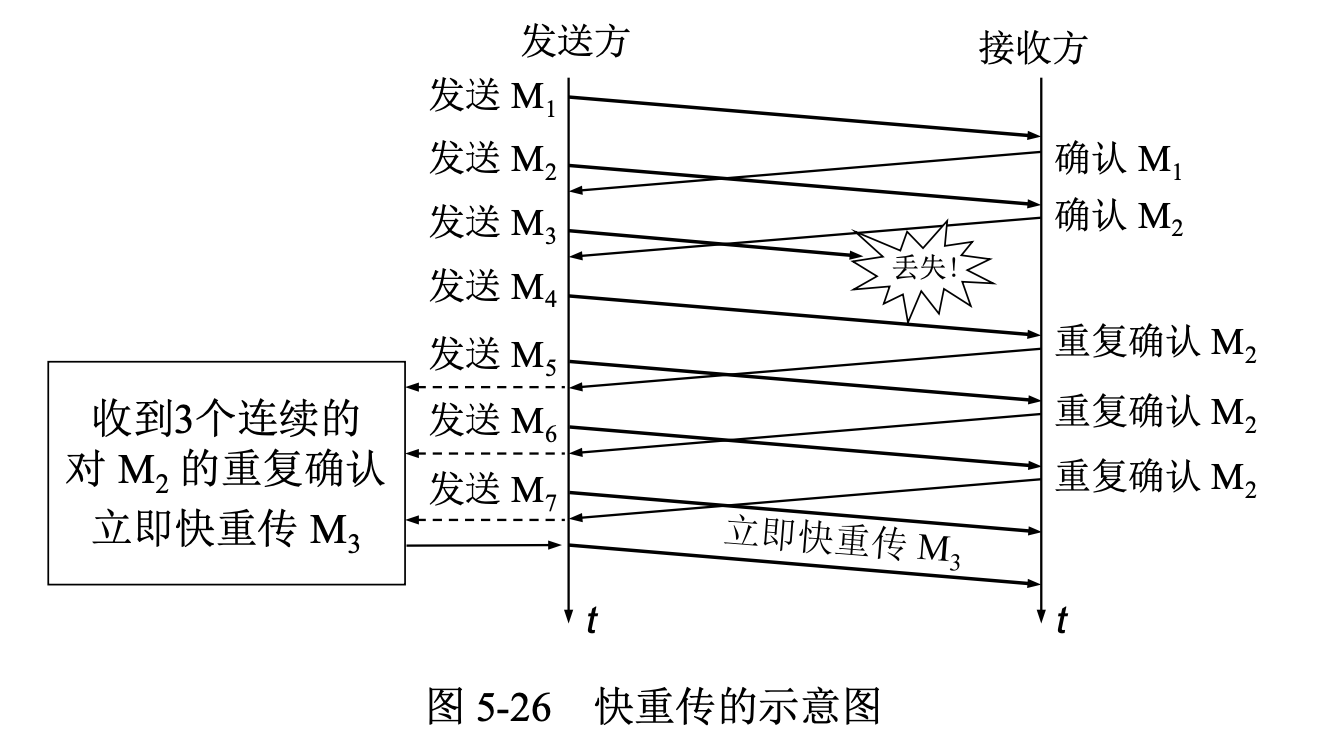 发送方
接收方
发送 M₁
发送 M₂
确认 M₁
确认 M₂
发送 M₃
丢失!
发送 M₄
重复确认 M₂
发送 M₅
重复确认 M₂
发送 M₆
重复确认 M₂
发送 M₇
收到3个连续的
对 M₂ 的重复确认
立即快重传 M₃
立即快重传 M₃
t
t
图 5-26 快重传的示意图